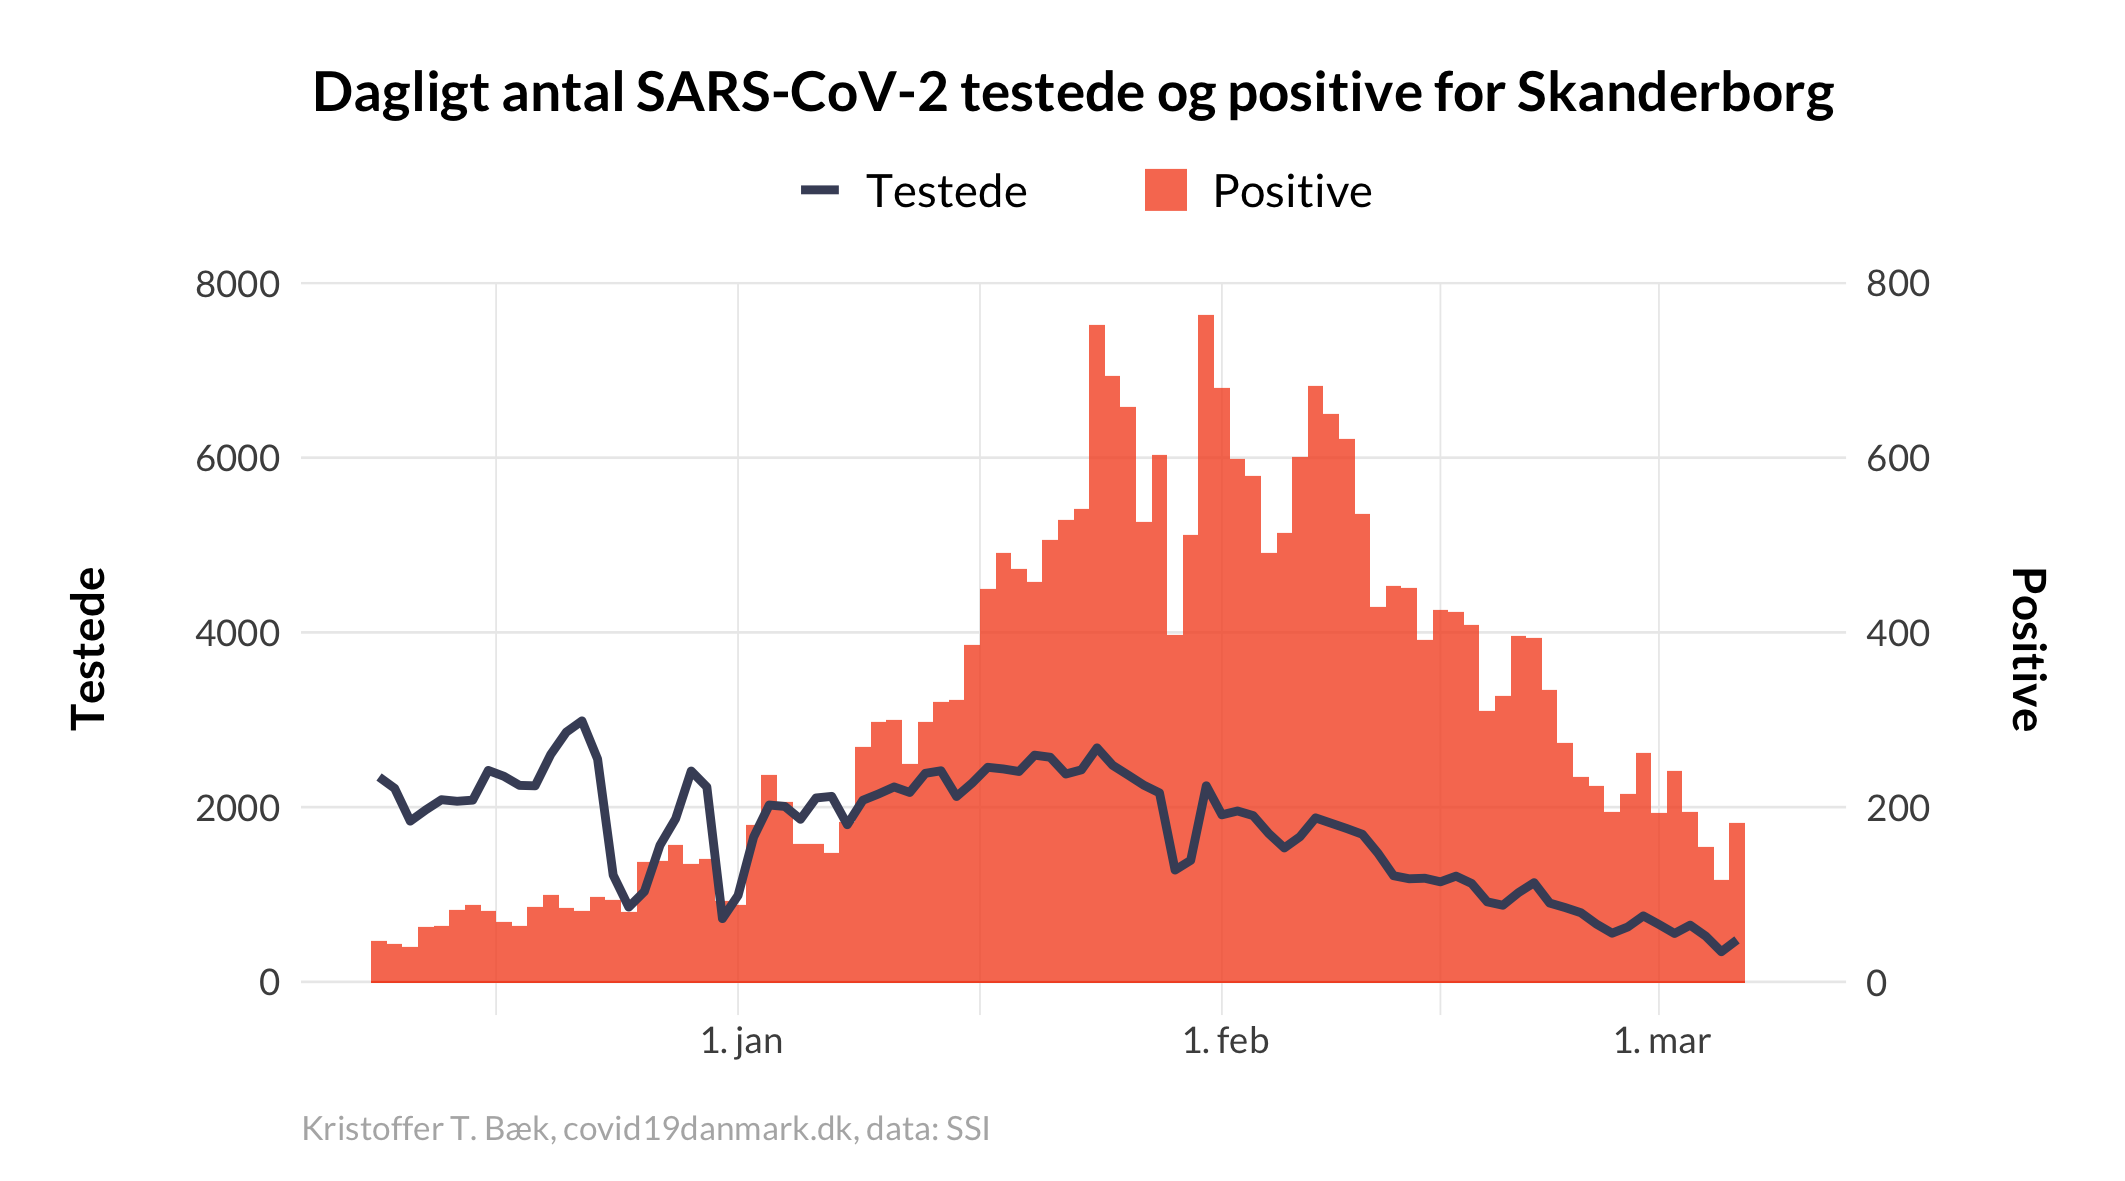 Dagligt antal SARS-CoV-2 testede og positive for Skanderborg
Testede
Positive
8000
6000
4000
2000
0
800
600
400
200
0
Testede
Positive
1. jan
1. feb
1. mar
Kristoffer T. Bæk, covid19danmark.dk, data: SSI